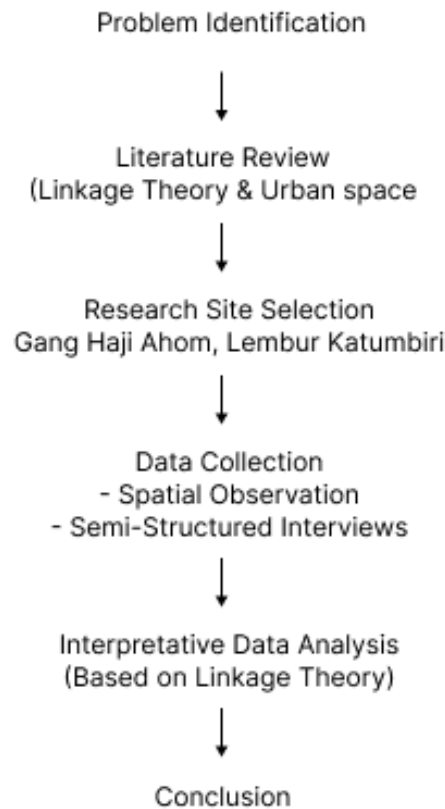 Problem Identification
Literature Review
(Linkage Theory & Urban space
Research Site Selection
Gang Haji Ahom, Lembur Katumbiri
Data Collection
- Spatial Observation
- Semi-Structured Interviews
Interpretative Data Analysis
(Based on Linkage Theory)
Conclusion